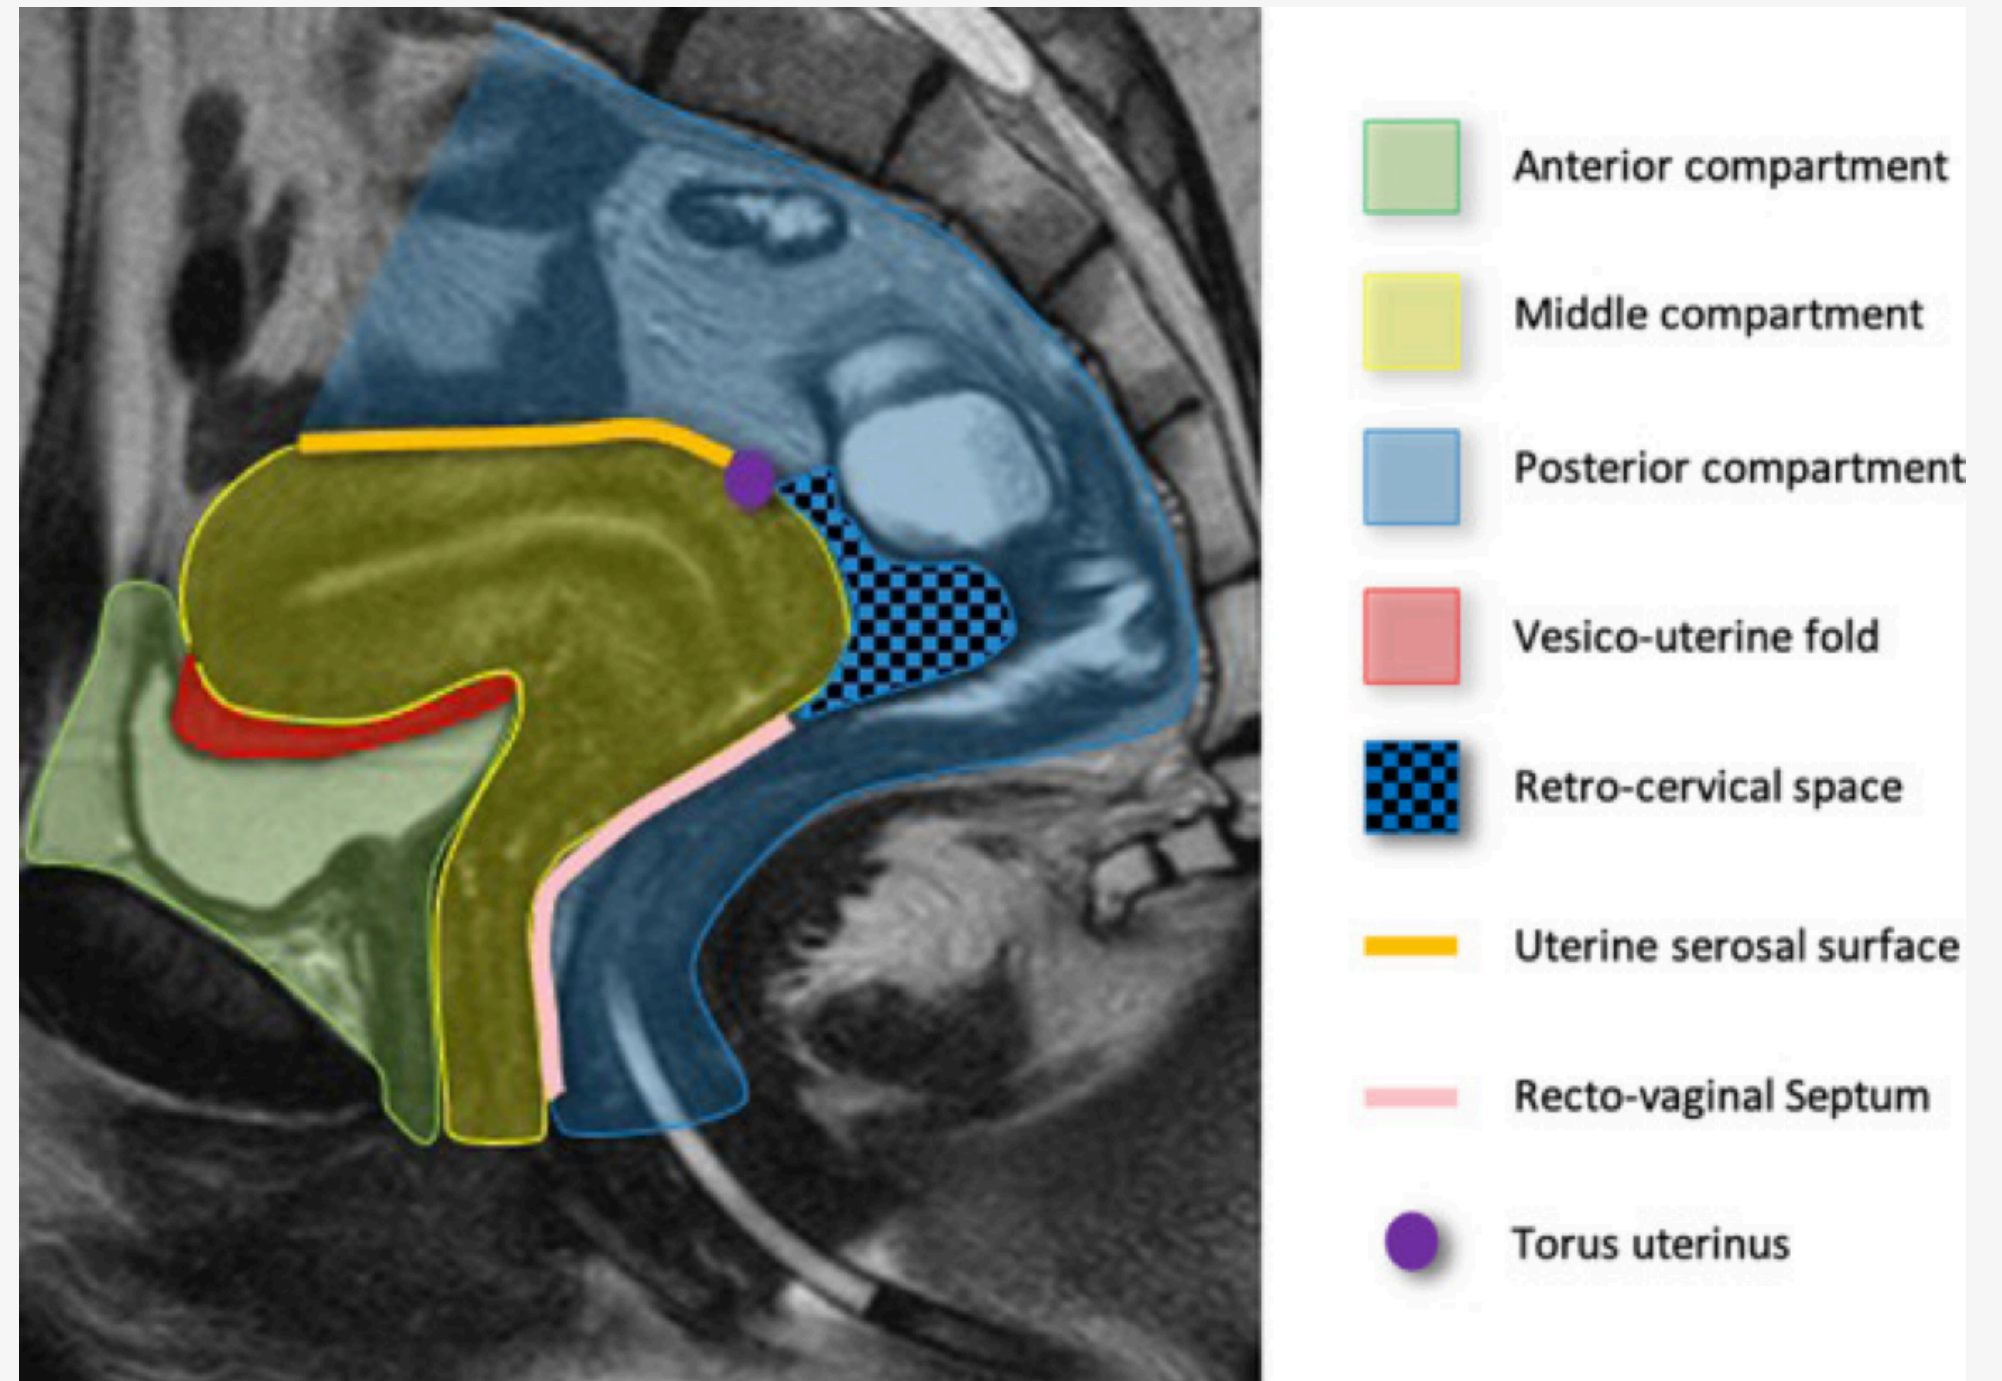 Anterior compartment
Middle compartment
Posterior compartment
Vesico-uterine fold
Retro-cervical space
Uterine serosal surface
Recto-vaginal Septum
Torus uterinus